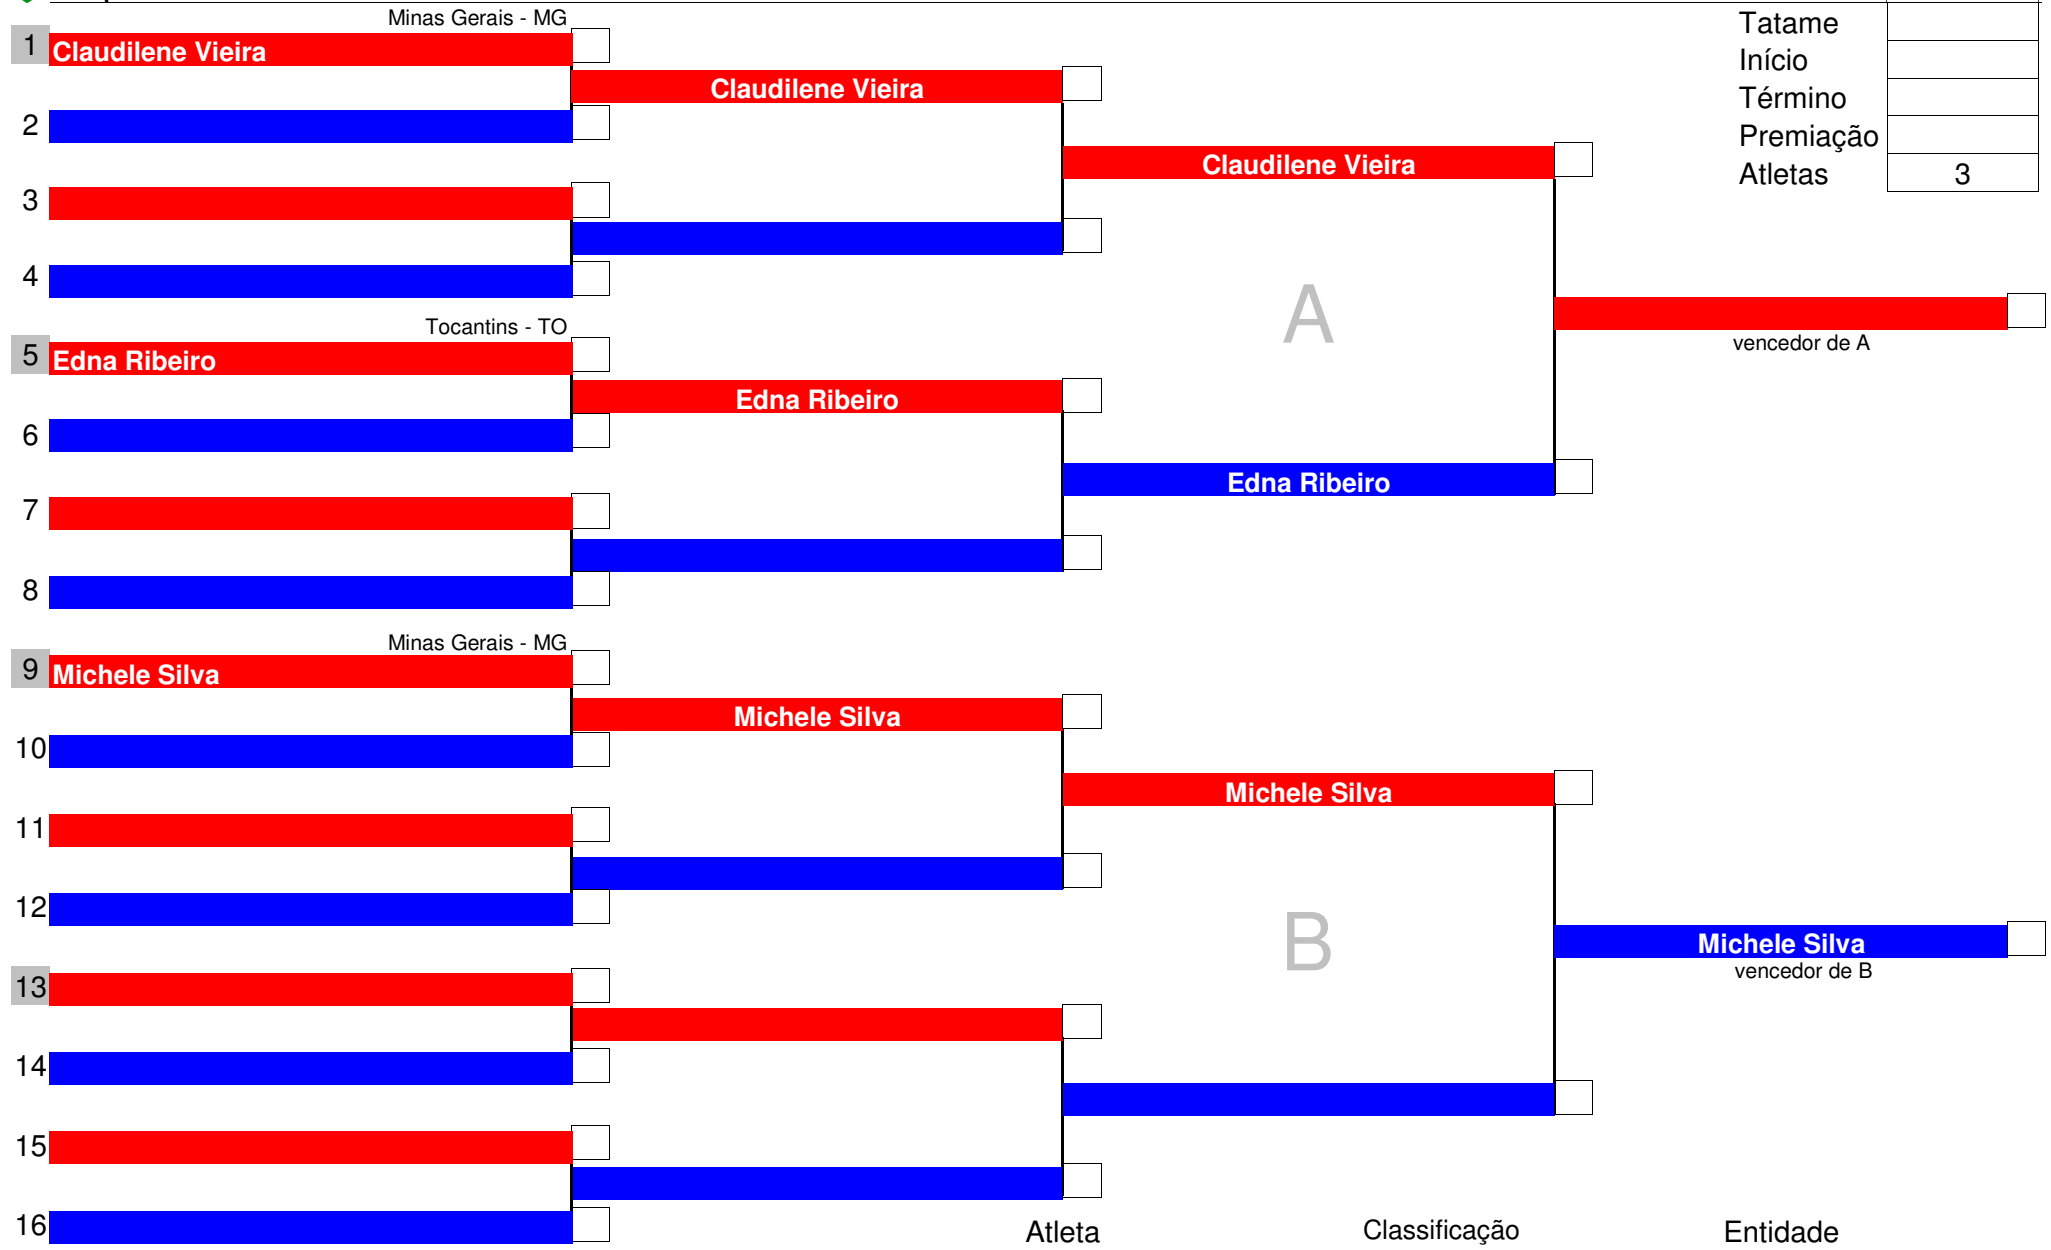 Minas Gerais - MG
Tatame
1 Claudilene Vieira
Início
Claudilene Vieira
Término
2
Premiação
Claudilene Vieira
Atletas 3
3
4
A
Tocantins - TO
vencedor de A
5 Edna Ribeiro
Edna Ribeiro
6
Edna Ribeiro
7
8
Minas Gerais - MG
9 Michele Silva
Michele Silva
10
Michele Silva
11
12
B
Michele Silva
vencedor de B
13
14
15
16
Atleta Classificação Entidade